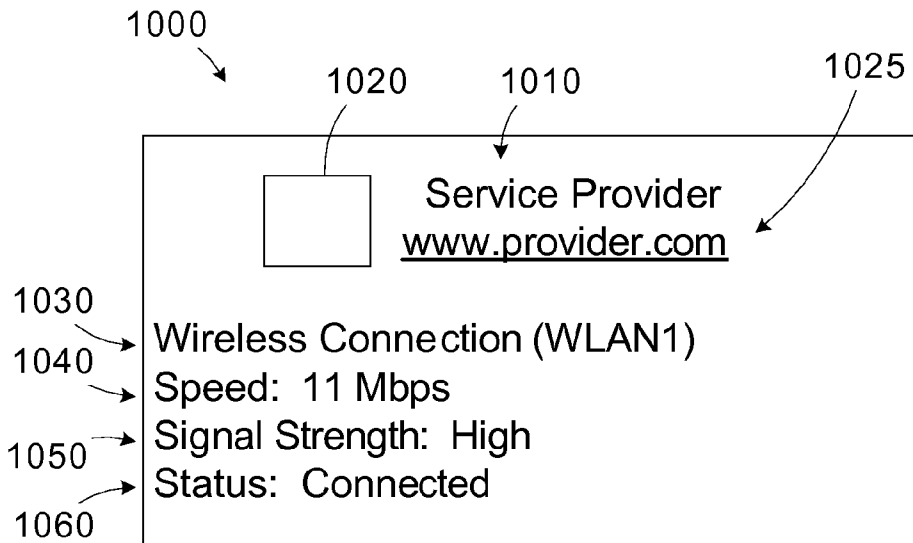 1000
1020
1010
1025
Service Provider
www.provider.com
1030
Wireless Connection (WLAN1)
1040
Speed: 11 Mbps
Signal Strength: High
1050
Status: Connected
1060